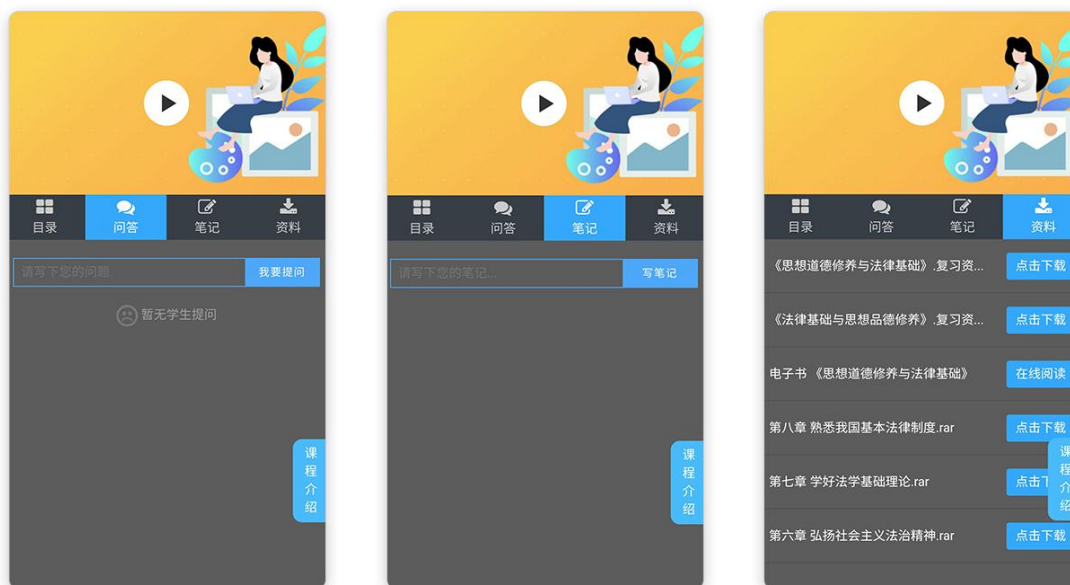 目录 问答 笔记 资料
请写下您的问题 我要提问
暂无学生提问
课
程
介
绍
目录 问答 笔记 资料
请写下您的笔记... 写笔记
课
程
介
绍
目录 问答 笔记 资料
《思想道德修养与法律基础》.复习资... 点击下载
《法律基础与思想品德修养》.复习资... 点击下载
电子书 《思想道德修养与法律基础》 在线阅读
第八章 熟悉我国基本法律制度.rar 点击下载
第七章 学好法学基础理论.rar 点击下
第六章 弘扬社会主义法治精神.rar 点击下载
课
程
介
绍